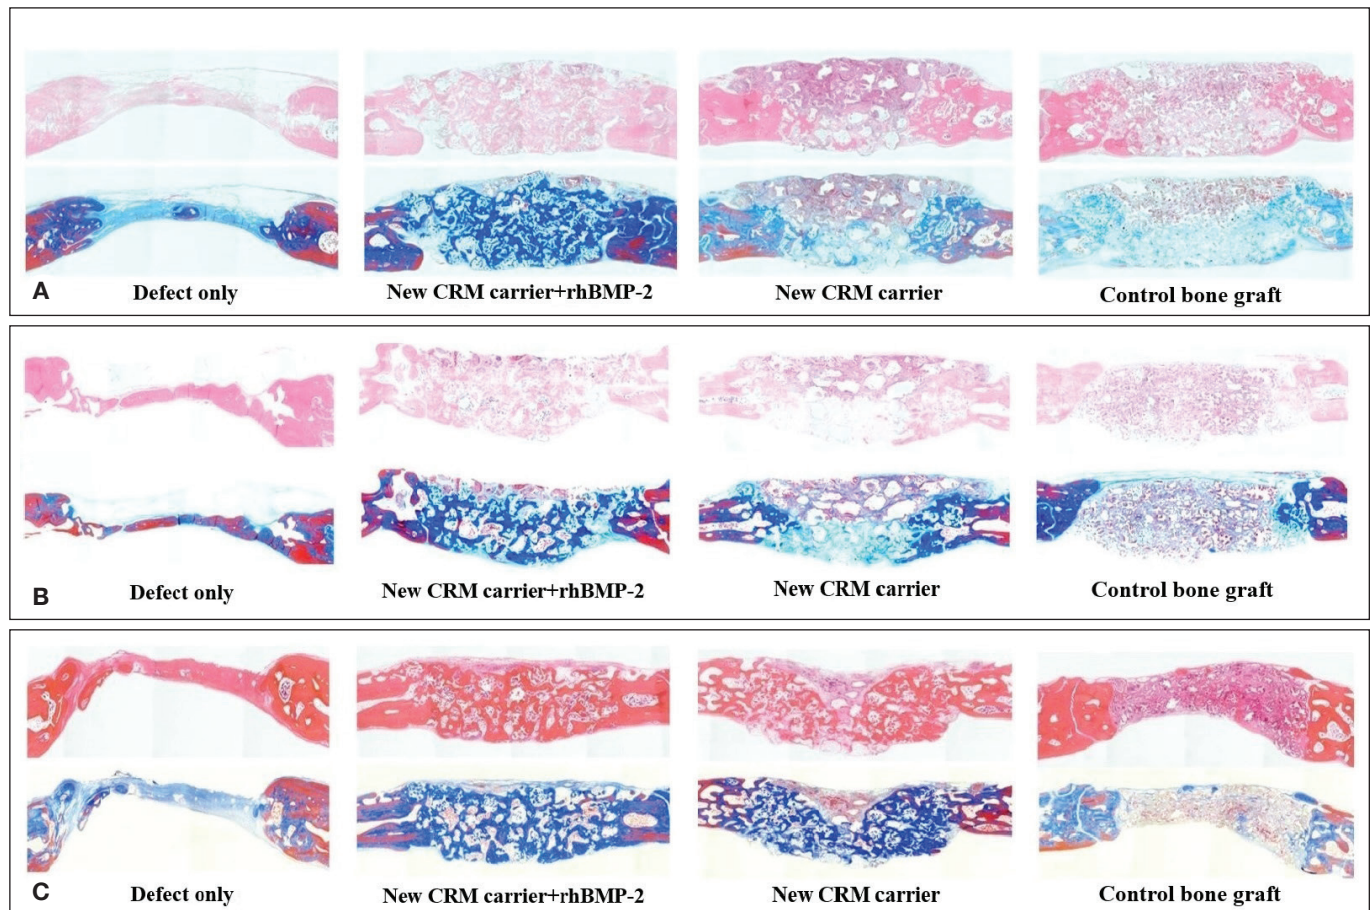 A
Defect only
New CRM carrier+rhBMP-2
New CRM carrier
Control bone graft
B
Defect only
New CRM carrier+rhBMP-2
New CRM carrier
Control bone graft
C
Defect only
New CRM carrier+rhBMP-2
New CRM carrier
Control bone graft